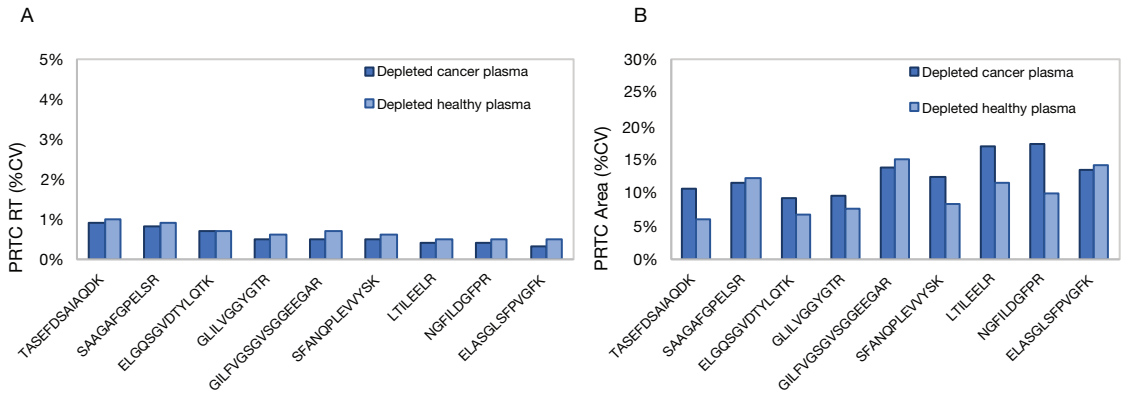 A
PRTC RT (%CV)
5%
4%
3%
2%
1%
0%
Depleted cancer plasma
Depleted healthy plasma
TASEFDSAIAQDK
SAAGAFGPELSR
ELGQSGVDTYLQTK
GLILVGGYGTR
GILFVGSGVSGGEEGAR
SFANQPLEVVYSK
LTILEELR
NGFILDGFPR
ELASGLSFPVGFK
B
PRTC Area (%CV)
30%
25%
20%
15%
10%
5%
0%
Depleted cancer plasma
Depleted healthy plasma
TASEFDSAIAQDK
SAAGAFGPELSR
ELGQSGVDTYLQTK
GLILVGGYGTR
GILFVGSGVSGGEEGAR
SFANQPLEVVYSK
LTILEELR
NGFILDGFPR
ELASGLSFPVGFK